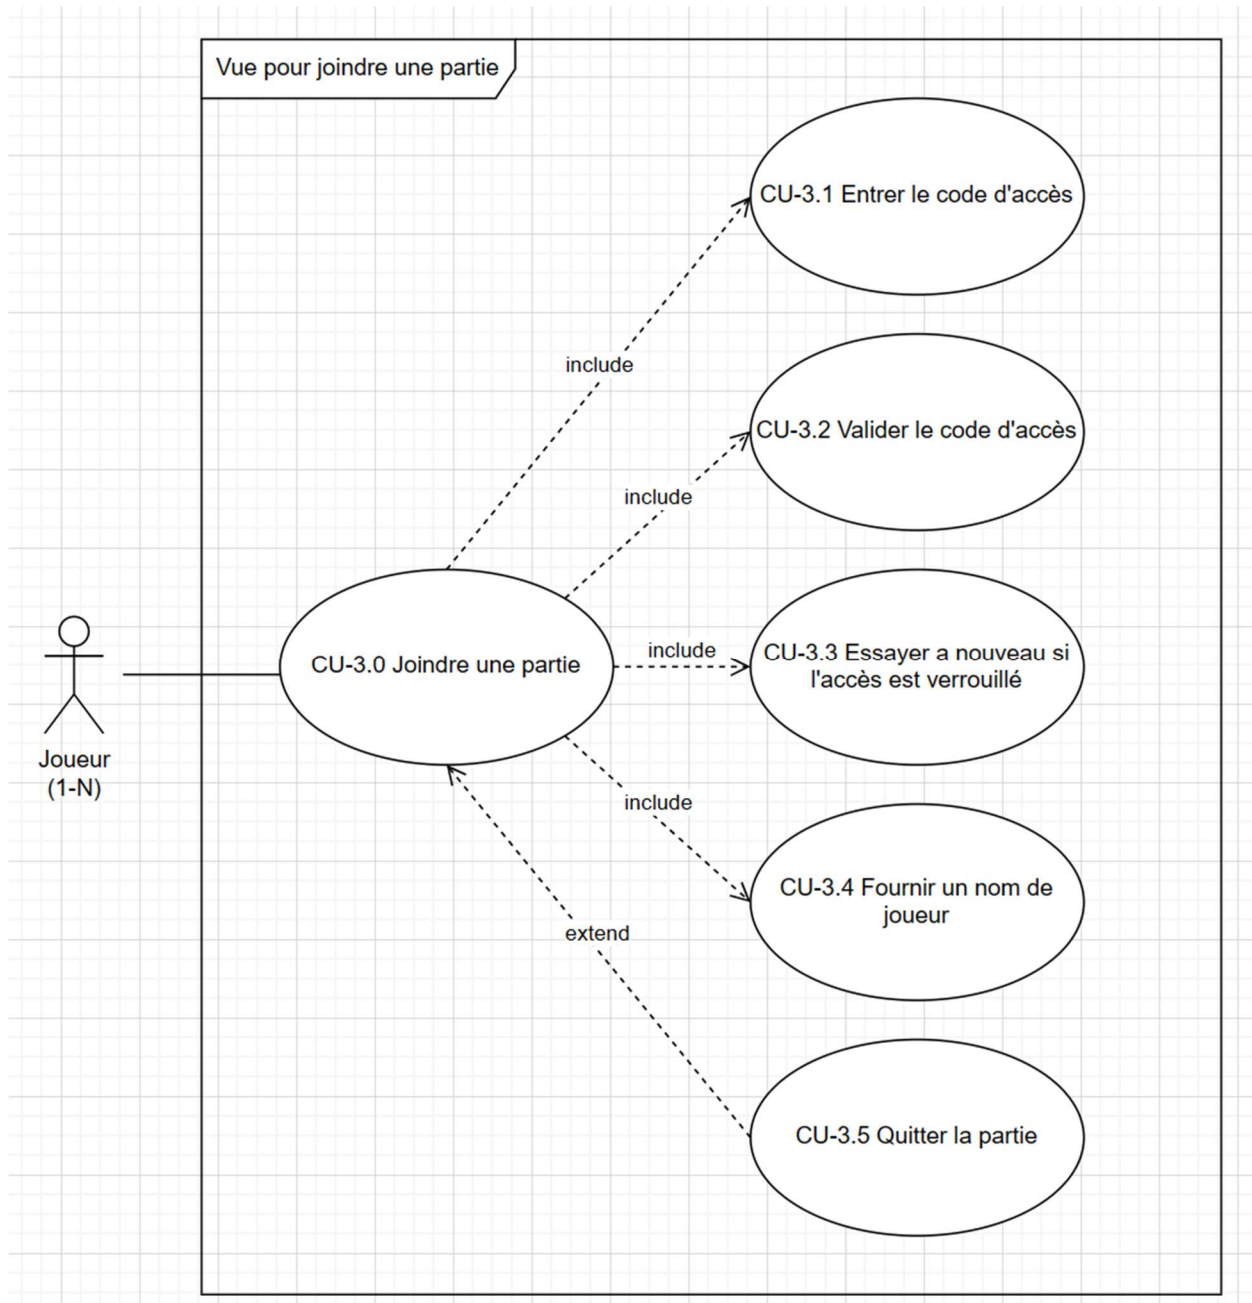 Vue pour joindre une partie
CU-3.1 Entrer le code d'accès
include
CU-3.2 Valider le code d'accès
include
CU-3.0 Joindre une partie
include
CU-3.3 Essayer a nouveau si
l'accès est verrouillé
Joueur
(1-N)
include
CU-3.4 Fournir un nom de
joueur
extend
CU-3.5 Quitter la partie